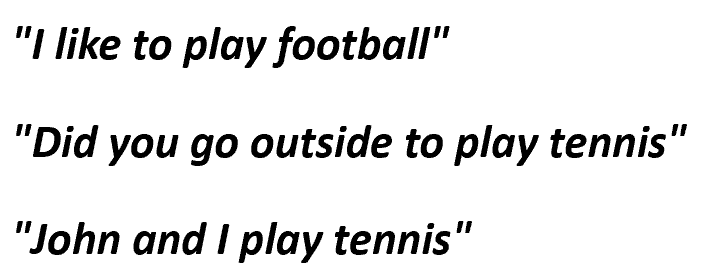 "I like to play football"
"Did you go outside to play tennis"
"John and I play tennis"